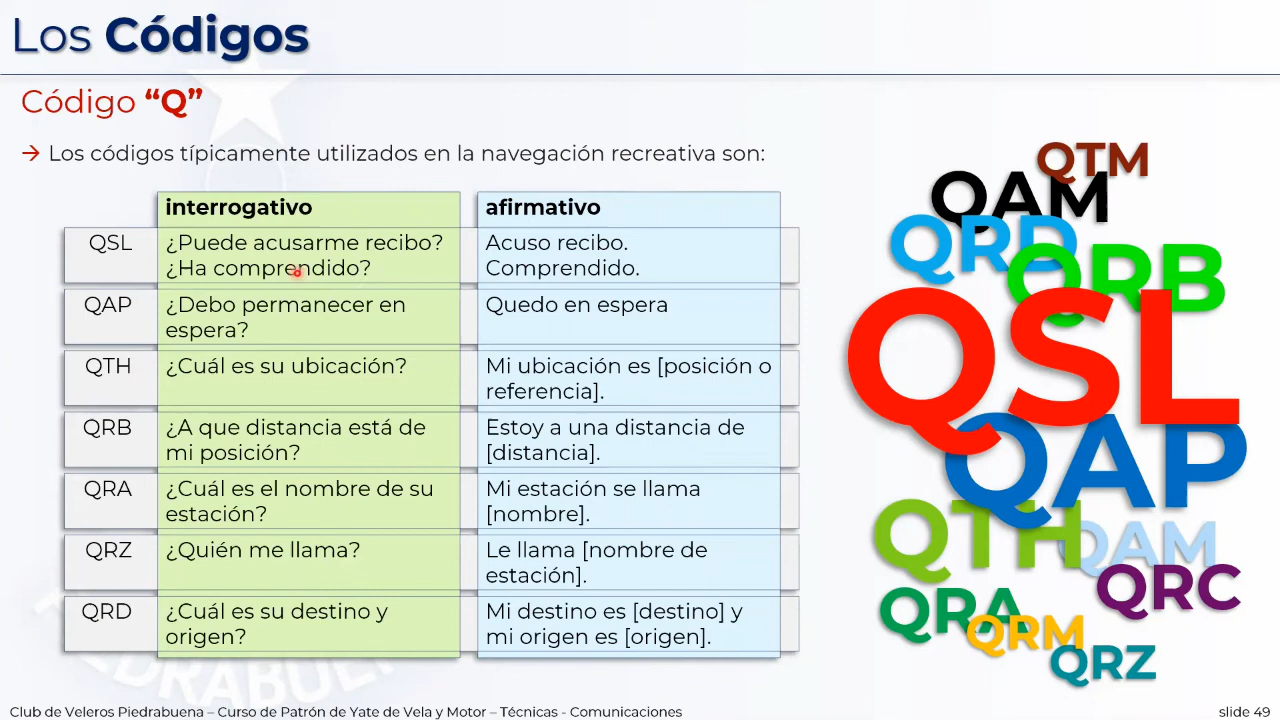 Los Códigos
Código “Q”
→ Los códigos típicamente utilizados en la navegación recreativa son:
interrogativo
afirmativo
QSL
¿Puede acusarme recibo?
¿Ha comprendido?
Acuso recibo.
Comprendido.
QAP
¿Debo permanecer en
espera?
Quedo en espera
QTH
¿Cuál es su ubicación?
Mi ubicación es [posición o
referencia].
QRB
¿A que distancia está de
mi posición?
Estoy a una distancia de
[distancia].
QRA
¿Cuál es el nombre de su
estación?
Mi estación se llama
[nombre].
QRZ
¿Quién me llama?
Le llama [nombre de
estación].
QRD
¿Cuál es su destino y
origen?
Mi destino es [destino] y
mi origen es [origen].
QTM
QAM
QRD
QRB
QSL
QAP
QTH
QAM
QRC
QRA
QRM
QRZ
Club de Veleros Piedrabuena – Curso de Patrón de Yate de Vela y Motor – Técnicas - Comunicaciones
slide 49